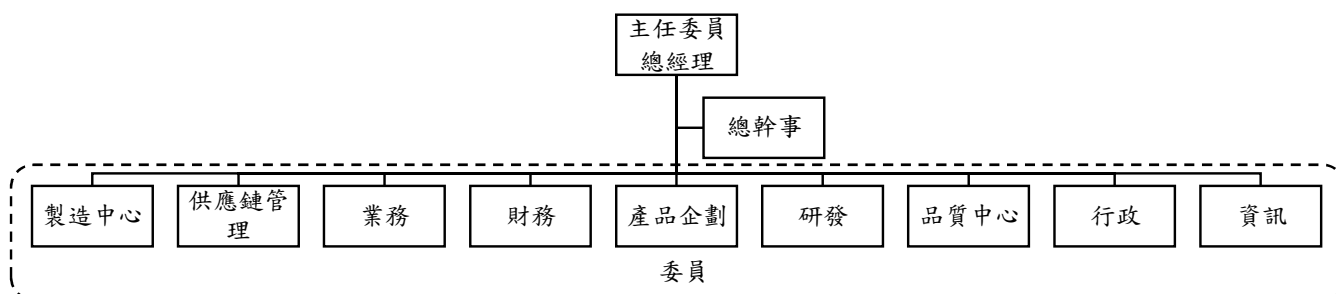 主任委員
總經理
總幹事
製造中心
供應鏈管
理
業務
財務
產品企劃
研發
品質中心
行政
資訊
委員